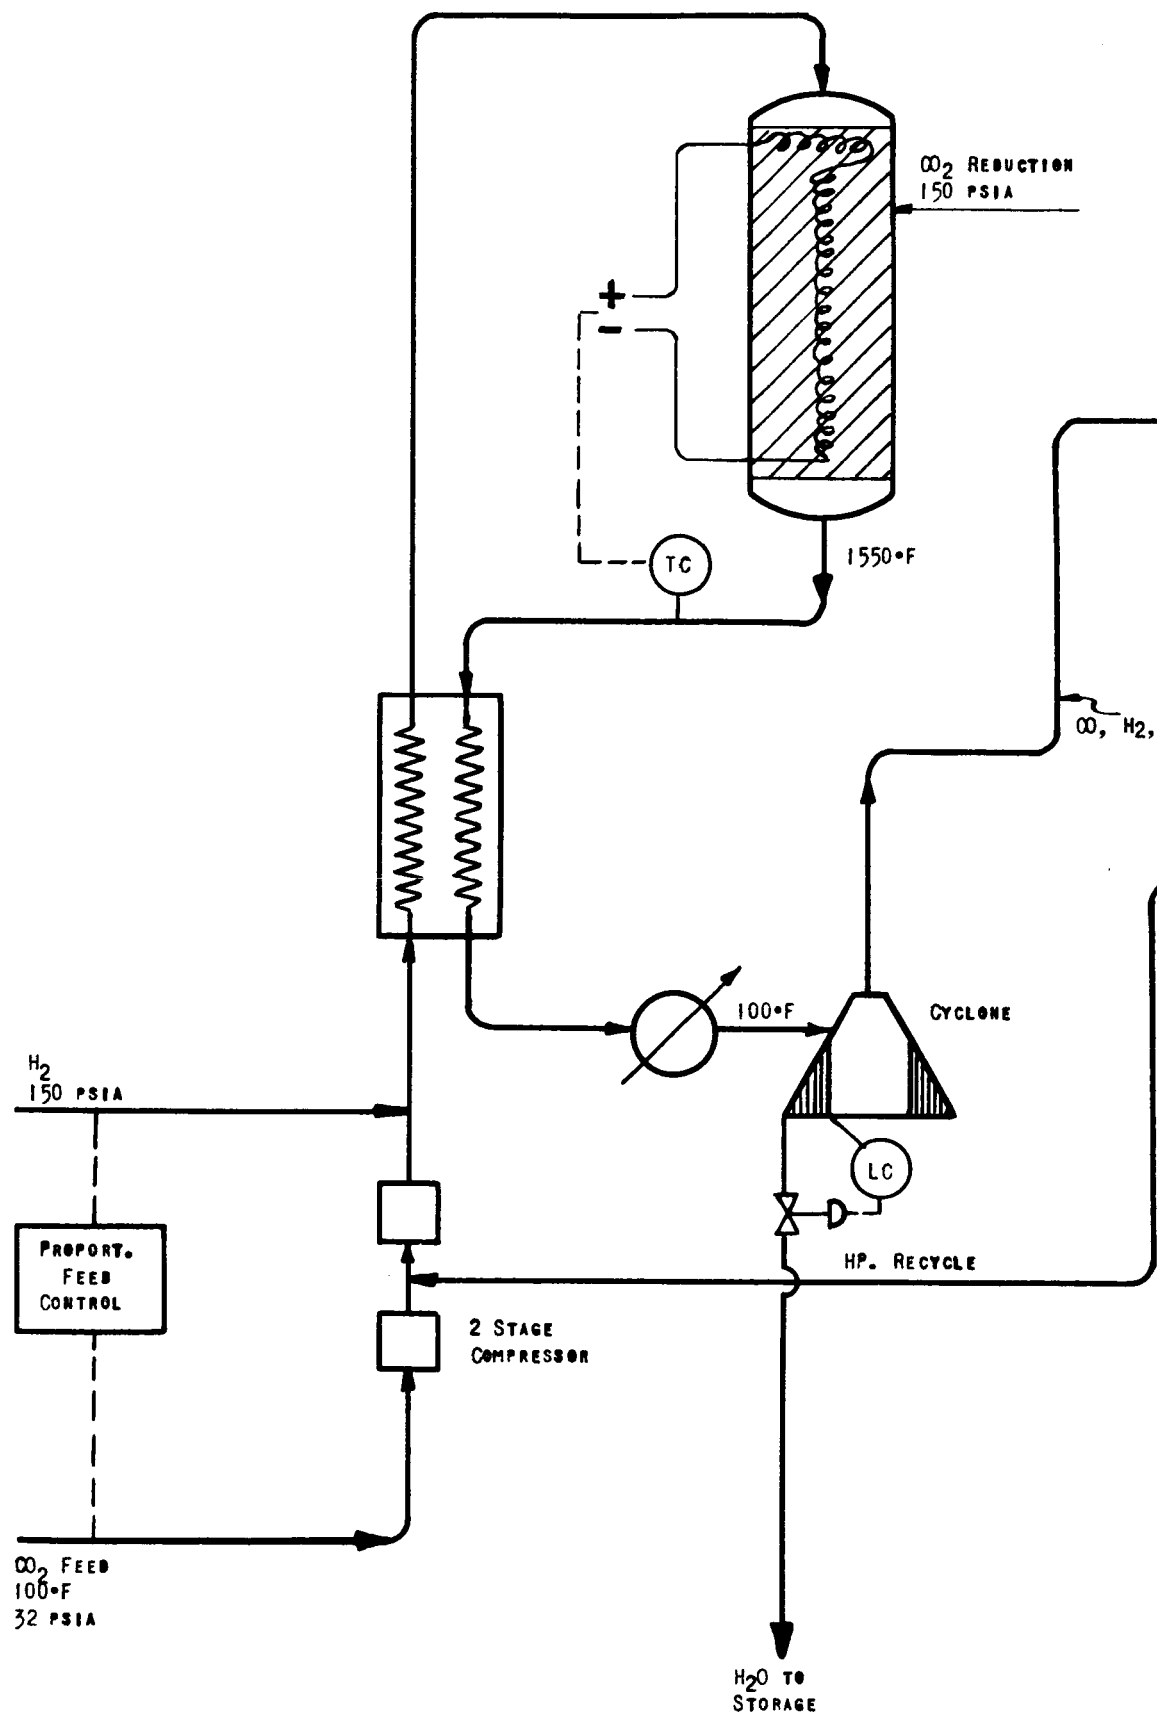 CO2 REDUCTION
150 PSIA
+
-
1550°F
TC
CO, H2,
100°F
CYCLONE
H2
150 PSIA
LC
PROPORT.
FEED
CONTROL
HP. RECYCLE
2 STAGE
COMPRESSOR
CO2 FEED
100°F
32 PSIA
H2O TO
STORAGE